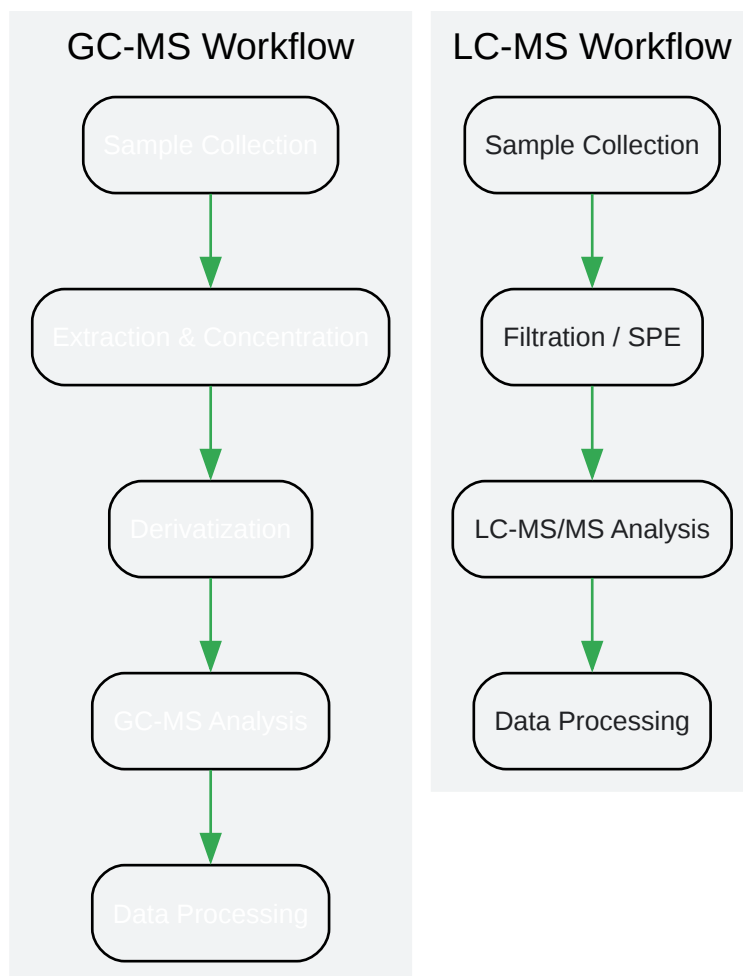 GC-MS Workflow
Sample Collection
Extraction & Concentration
Derivatization
GC-MS Analysis
Data Processing
LC-MS Workflow
Sample Collection
Filtration / SPE
LC-MS/MS Analysis
Data Processing